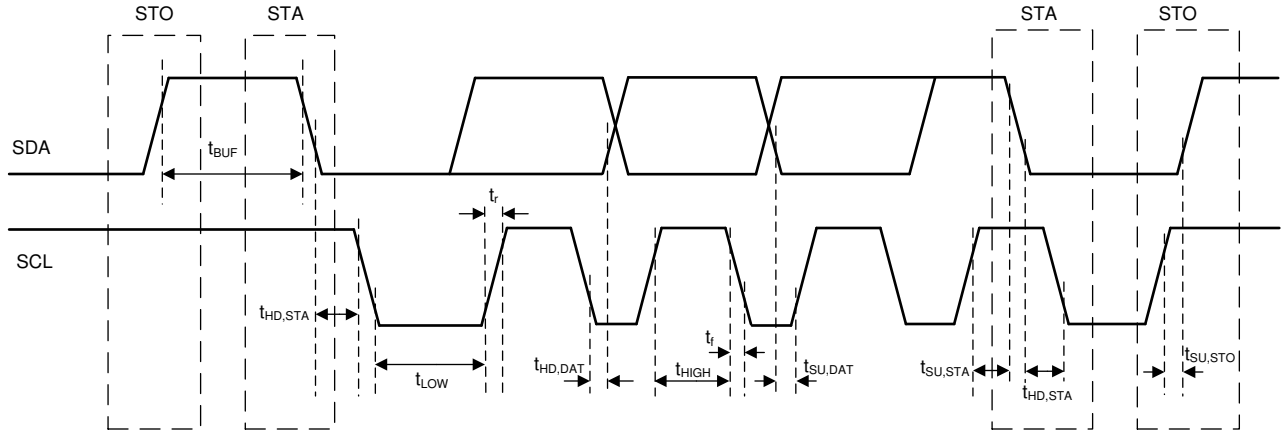 STO
STA
STA
STO
SDA
tBUF
tr
SCL
tHD,STA
tLOW
tHD,DAT
tHIGH
tf
tSU,DAT
tSU,STA
tHD,STA
tSU,STO